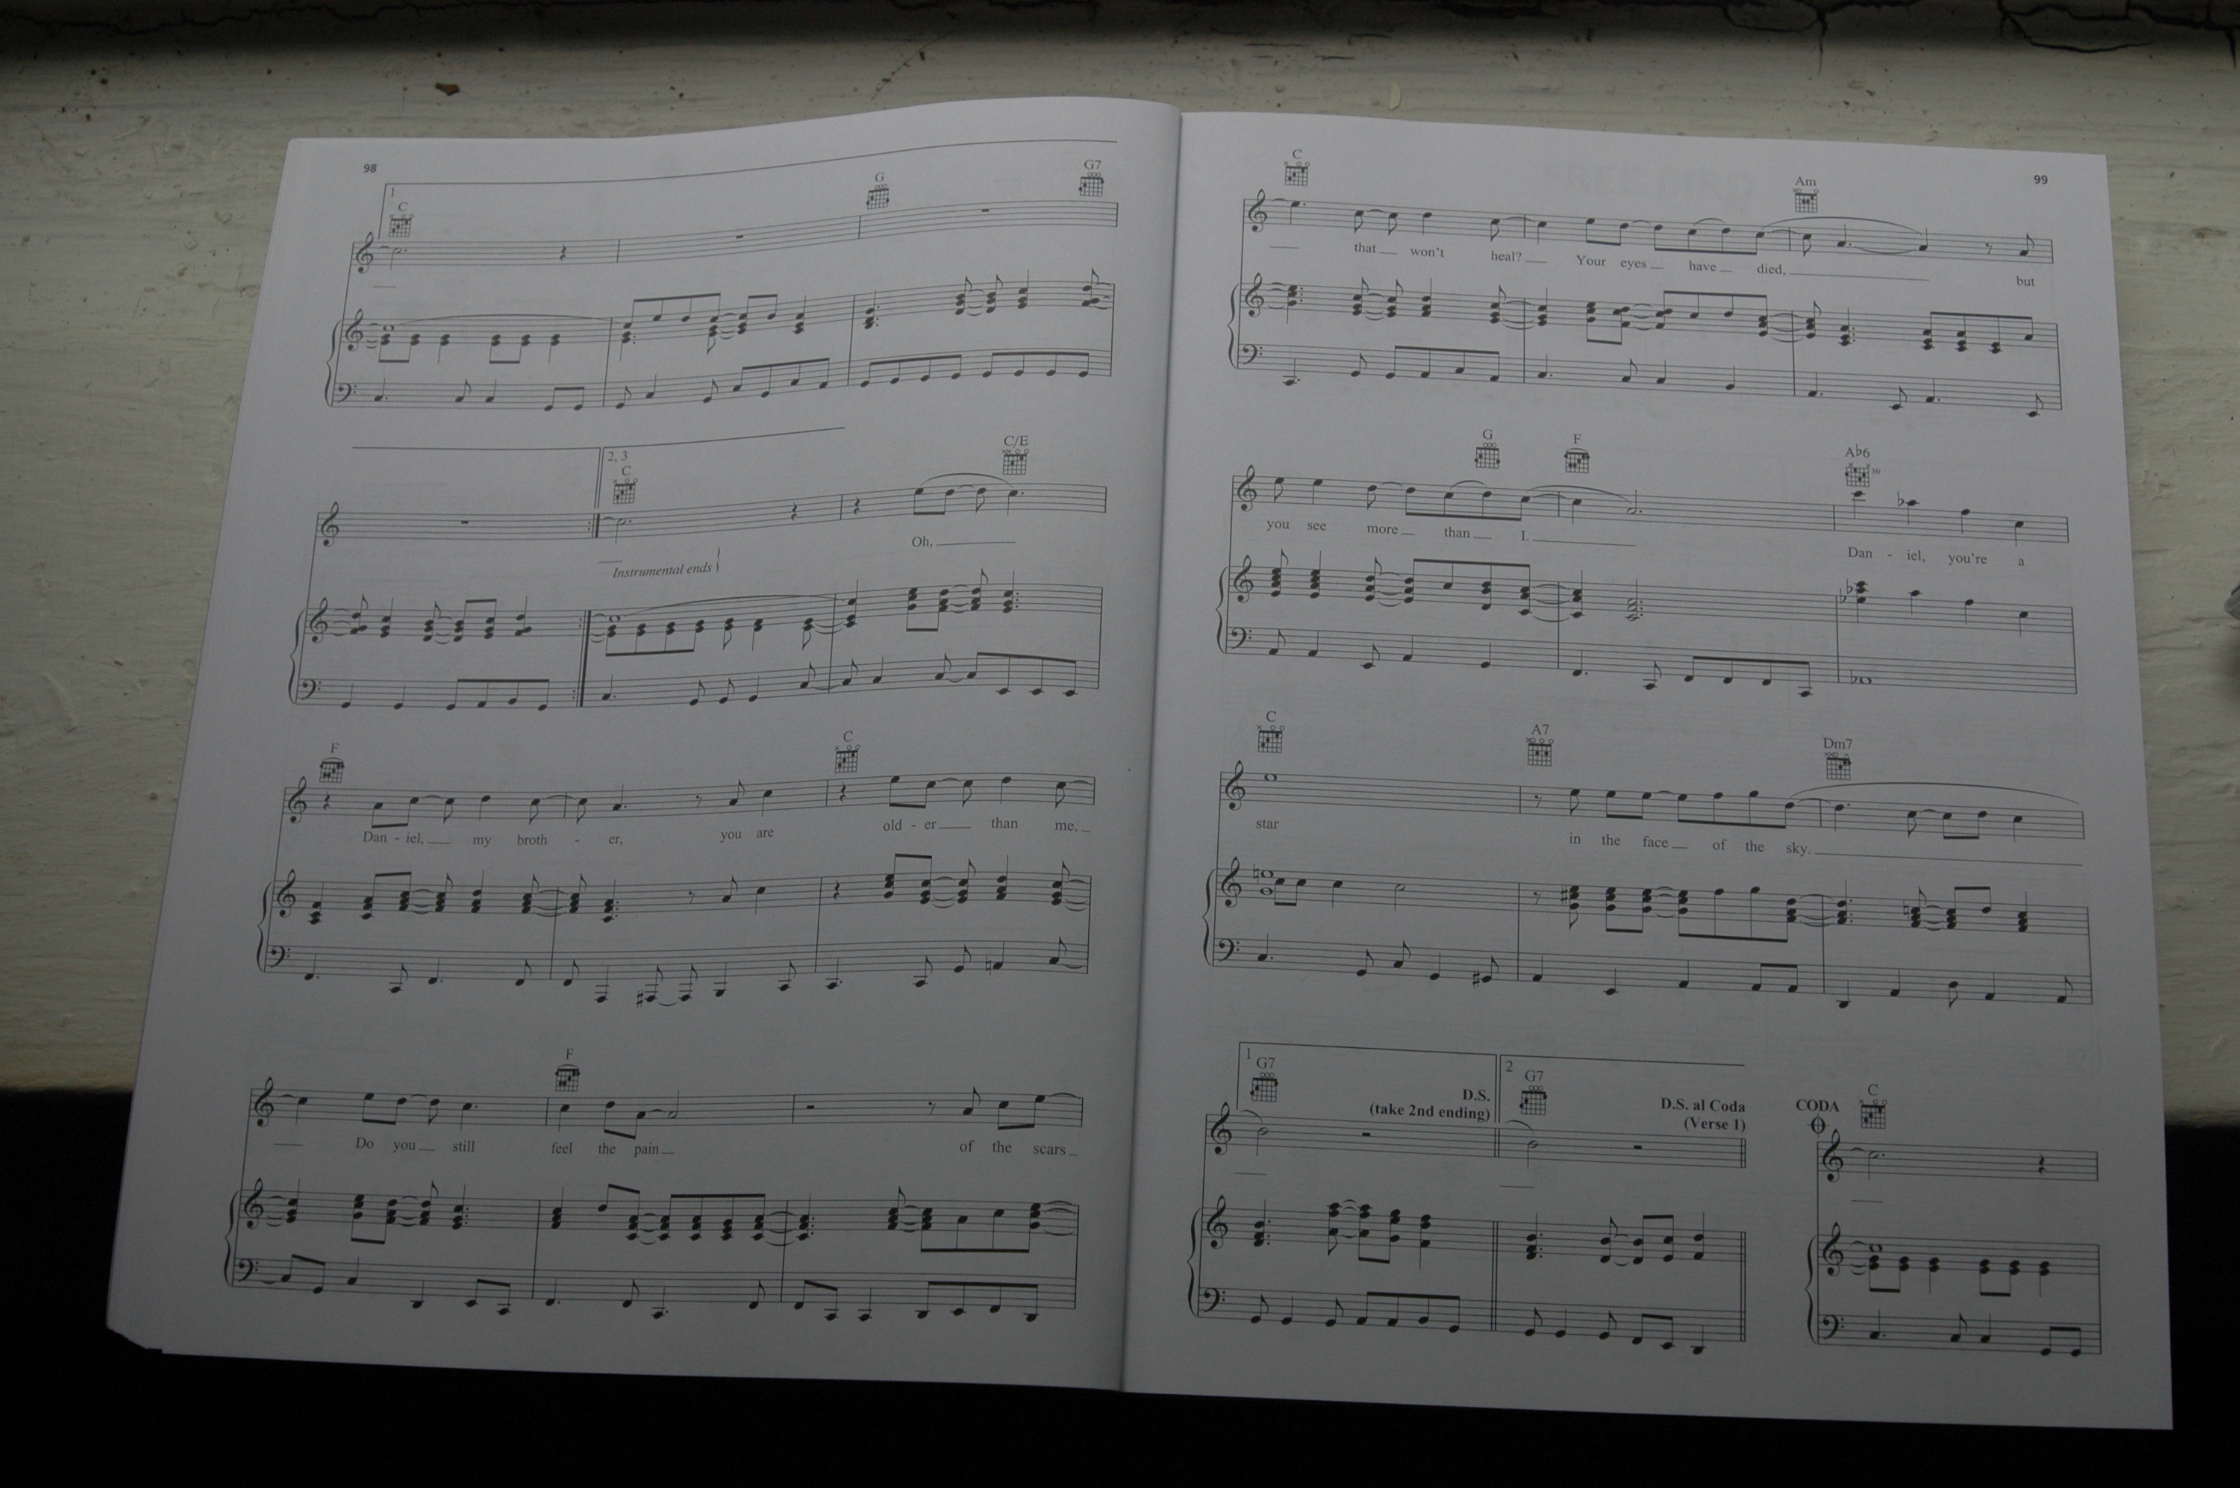 98
1
C G G7
2, 3
C C/E
Oh,
Instrumental ends
F C
Dan - iel, my broth - er, you are old - er than me.
F
Do you still feel the pain of the scars
99
C Am
that won't heal? Your eyes have died, but
G F A♭6
you see more than I. Dan - iel, you're a
C A7 Dm7
star in the face of the sky.
1
G7
D.S.
(take 2nd ending)
2
G7
D.S. al Coda
(Verse 1)
CODA
C